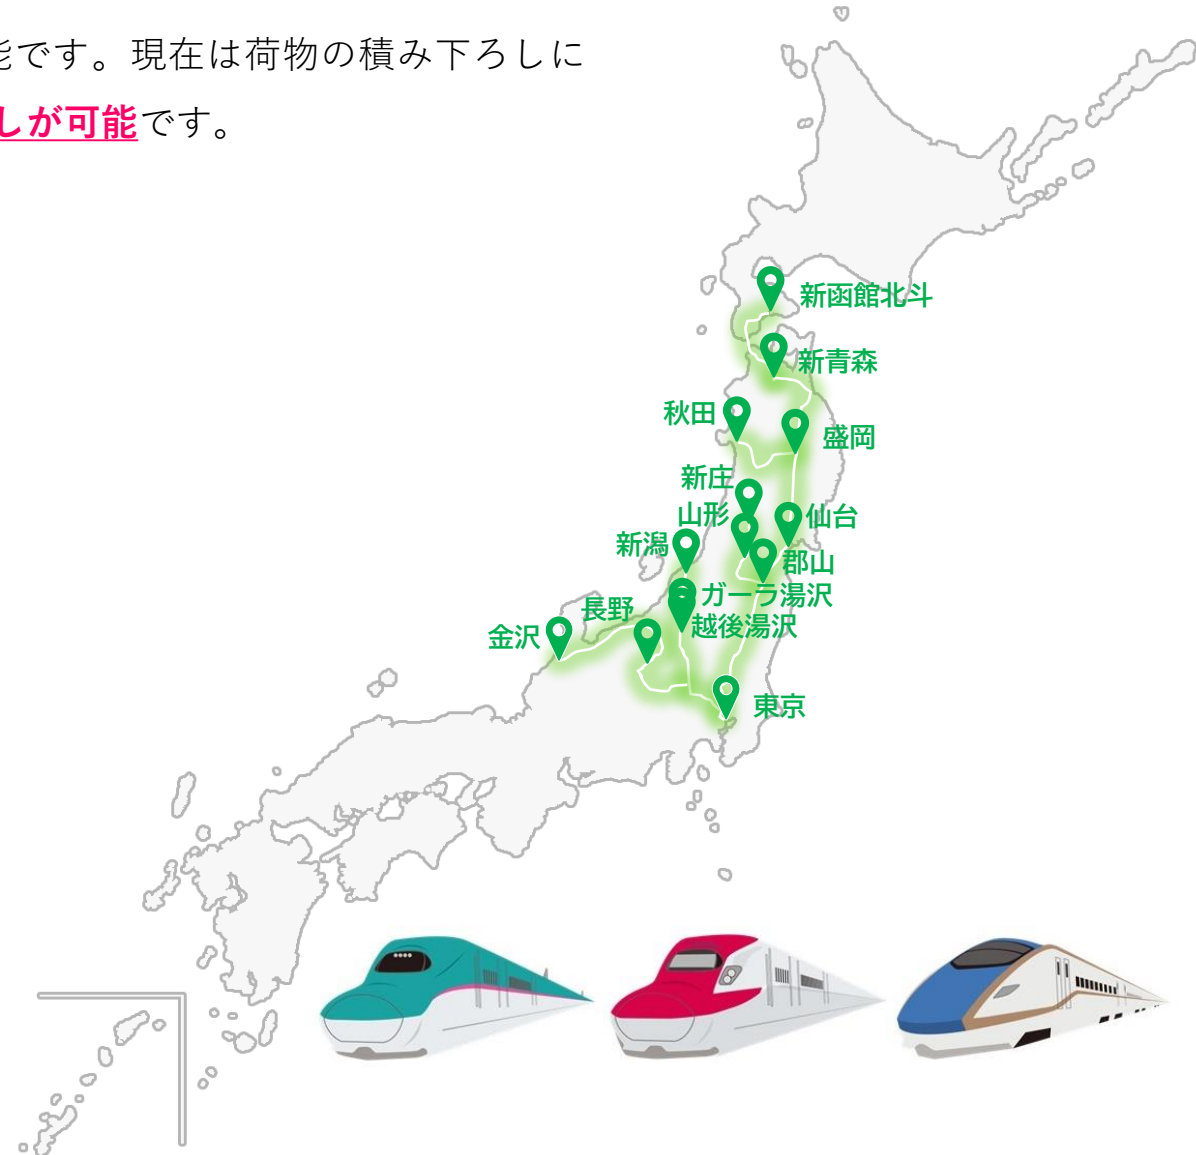 能です。現在は荷物の積み下ろしに
しが可能です。
新函館北斗
新青森
秋田
盛岡
新庄
山形
仙台
新潟
郡山
ガーラ湯沢
長野
越後湯沢
金沢
東京